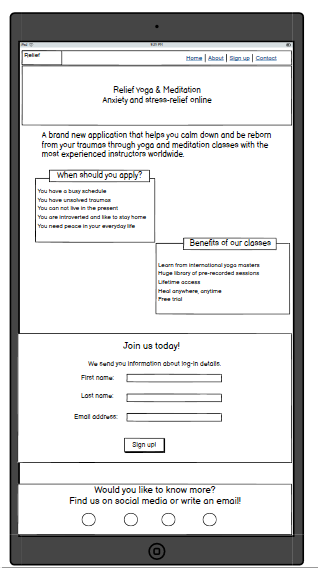 Relief
Home | About | Sign up | Contact
Relief Yoga & Meditation
Anxiety and stress-relief online
A brand new application that helps you calm down and be reborn
from your traumas through yoga and meditation classes with the
most experienced instructors worldwide.
When should you apply?
You have a busy schedule
You have unsolved traumas
You can not live in the present
You are introverted and like to stay home
You need peace in your everyday life
Benefits of our classes
Learn from international yoga masters
Huge library of pre-recorded sessions
Lifetime access
Heal anywhere, anytime
Free trial
Join us today!
We send you information about log-in details.
First name:
Last name:
Email address:
Sign up!
Would you like to know more?
Find us on social media or write an email!